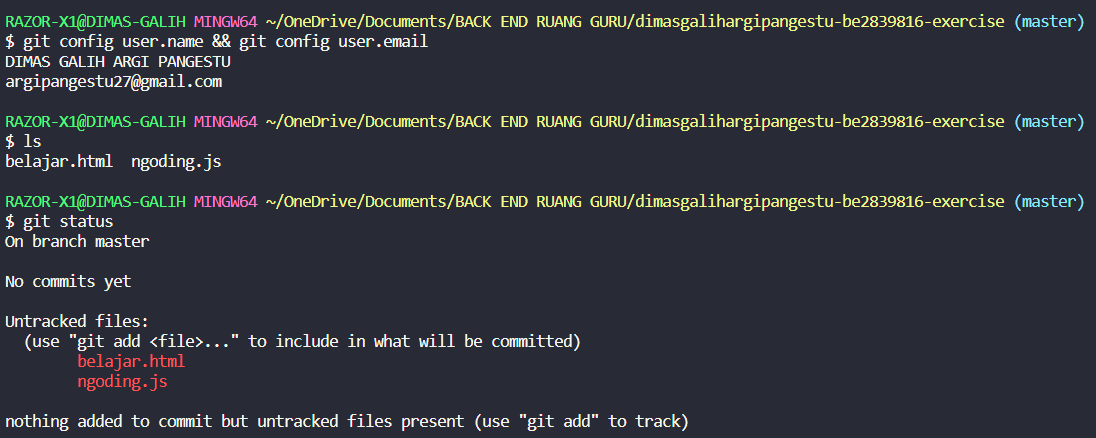 RAZOR-X1@DIMAS-GALIH MINGW64 ~/OneDrive/Documents/BACK END RUANG GURU/dimasgalihargipangestu-be2839816-exercise (master)
$ git config user.name && git config user.email
DIMAS GALIH ARGI PANGESTU
argipangestu27@gmail.com
RAZOR-X1@DIMAS-GALIH MINGW64 ~/OneDrive/Documents/BACK END RUANG GURU/dimasgalihargipangestu-be2839816-exercise (master)
$ ls
belajar.html  ngoding.js
RAZOR-X1@DIMAS-GALIH MINGW64 ~/OneDrive/Documents/BACK END RUANG GURU/dimasgalihargipangestu-be2839816-exercise (master)
$ git status
On branch master
No commits yet
Untracked files:
  (use "git add <file>..." to include in what will be committed)
        belajar.html
        ngoding.js
nothing added to commit but untracked files present (use "git add" to track)